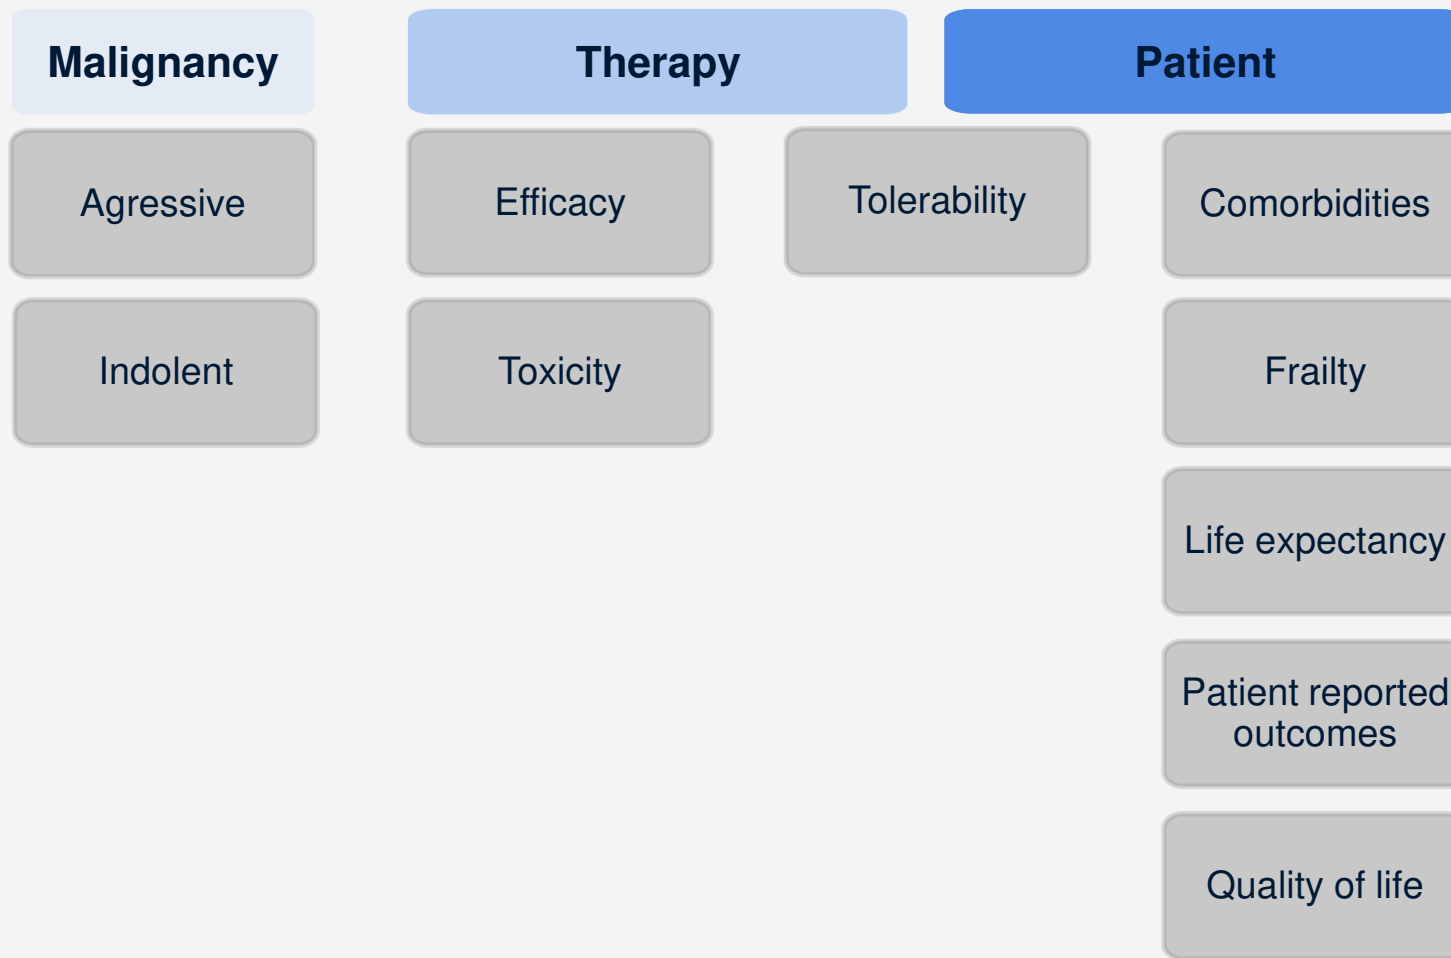 Malignancy
Therapy
Patient
Agressive
Efficacy
Tolerability
Comorbidities
Indolent
Toxicity
Frailty
Life expectancy
Patient reported
outcomes
Quality of life